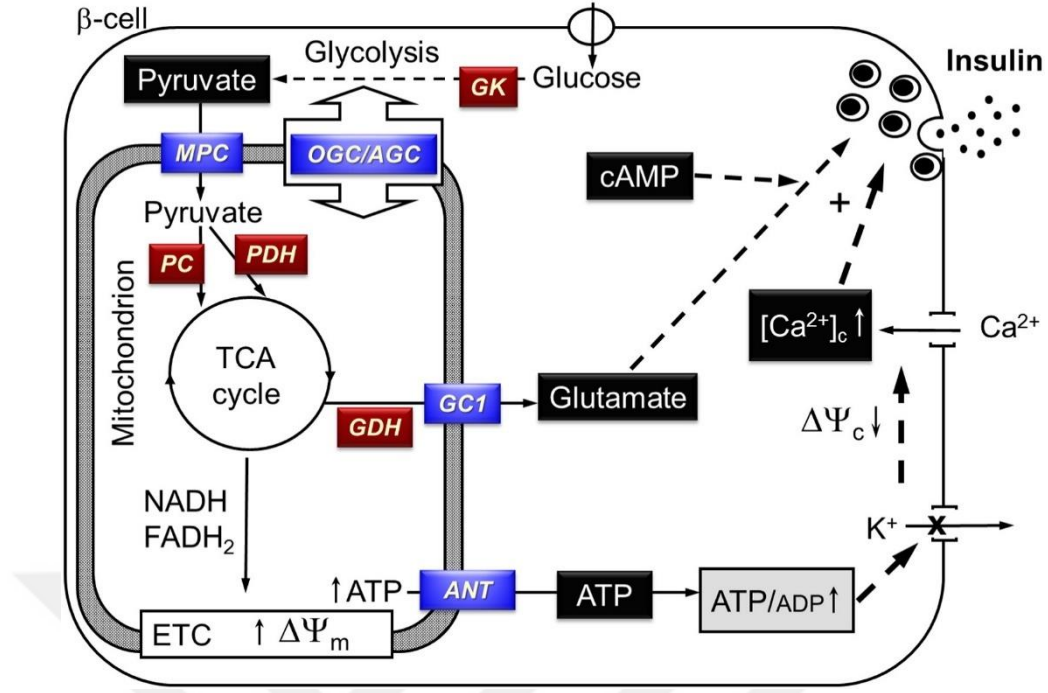 β-cell
Glycolysis
Pyruvate
GK
Glucose
Insulin
MPC
OGC/AGC
cAMP
Pyruvate
+
PC
PDH
Mitochondrion
[Ca²⁺]c ↑
Ca²⁺
TCA
cycle
GC1
Glutamate
GDH
ΔΨc↓
NADH
FADH₂
K⁺
x
↑ATP
ANT
ATP
ATP/ADP ↑
ETC ↑ ΔΨm